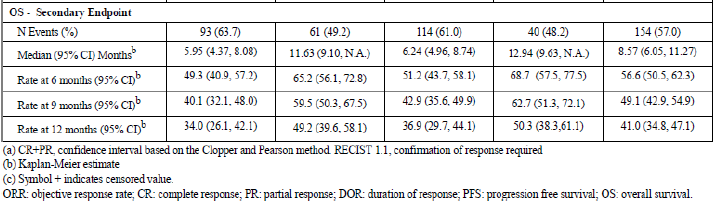 OS - Secondary Endpoint
N Events (%) 93 (63.7) 61 (49.2) 114 (61.0) 40 (48.2) 154 (57.0)
Median (95% CI) Months^b 5.95 (4.37, 8.08) 11.63 (9.10, N.A.) 6.24 (4.96, 8.74) 12.94 (9.63, N.A.) 8.57 (6.05, 11.27)
Rate at 6 months (95% CI)^b 49.3 (40.9, 57.2) 65.2 (56.1, 72.8) 51.2 (43.7, 58.1) 68.7 (57.5, 77.5) 56.6 (50.5, 62.3)
Rate at 9 months (95% CI)^b 40.1 (32.1, 48.0) 59.5 (50.3, 67.5) 42.9 (35.6, 49.9) 62.7 (51.3, 72.1) 49.1 (42.9, 54.9)
Rate at 12 months (95% CI)^b 34.0 (26.1, 42.1) 49.2 (39.6, 58.1) 36.9 (29.7, 44.1) 50.3 (38.3,61.1) 41.0 (34.8, 47.1)
(a) CR+PR, confidence interval based on the Clopper and Pearson method. RECIST 1.1, confirmation of response required
(b) Kaplan-Meier estimate
(c) Symbol + indicates censored value.
ORR: objective response rate; CR: complete response; PR: partial response; DOR: duration of response; PFS: progression free survival; OS: overall survival.